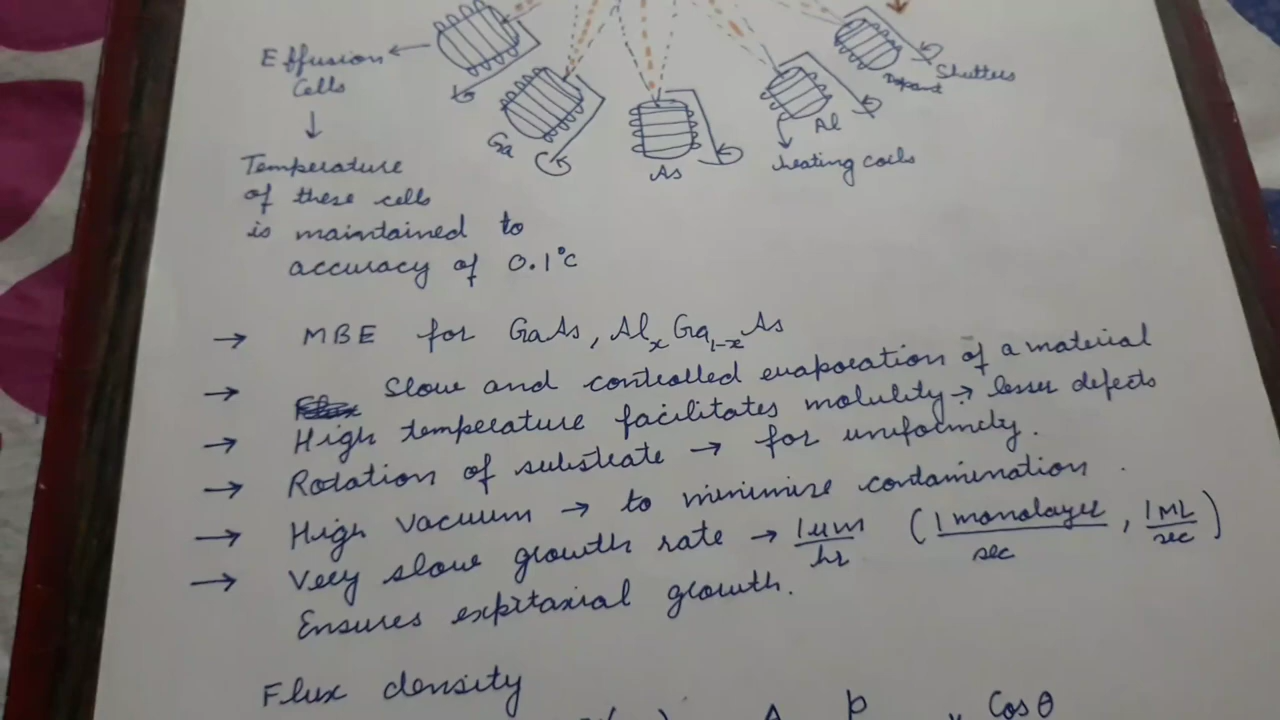 Effusion
Cells
Temperature
of these cells
is maintained to
accuracy of 0.1°C
Ga
As
Al
heating coils
Shutters
→ MBE for GaAs, AlxGa1-xAs
→ Slow and controlled evaporation of a material
→ High temperature facilitates mobility → lesser defects
→ Rotation of substrate → for uniformity.
→ High vacuum → to minimize contamination.
→ Very slow growth rate → 1μm/hr (1 monolayer/sec, 1ML/sec)
Ensures expitaxial growth.
Flux density
A p Cosθ